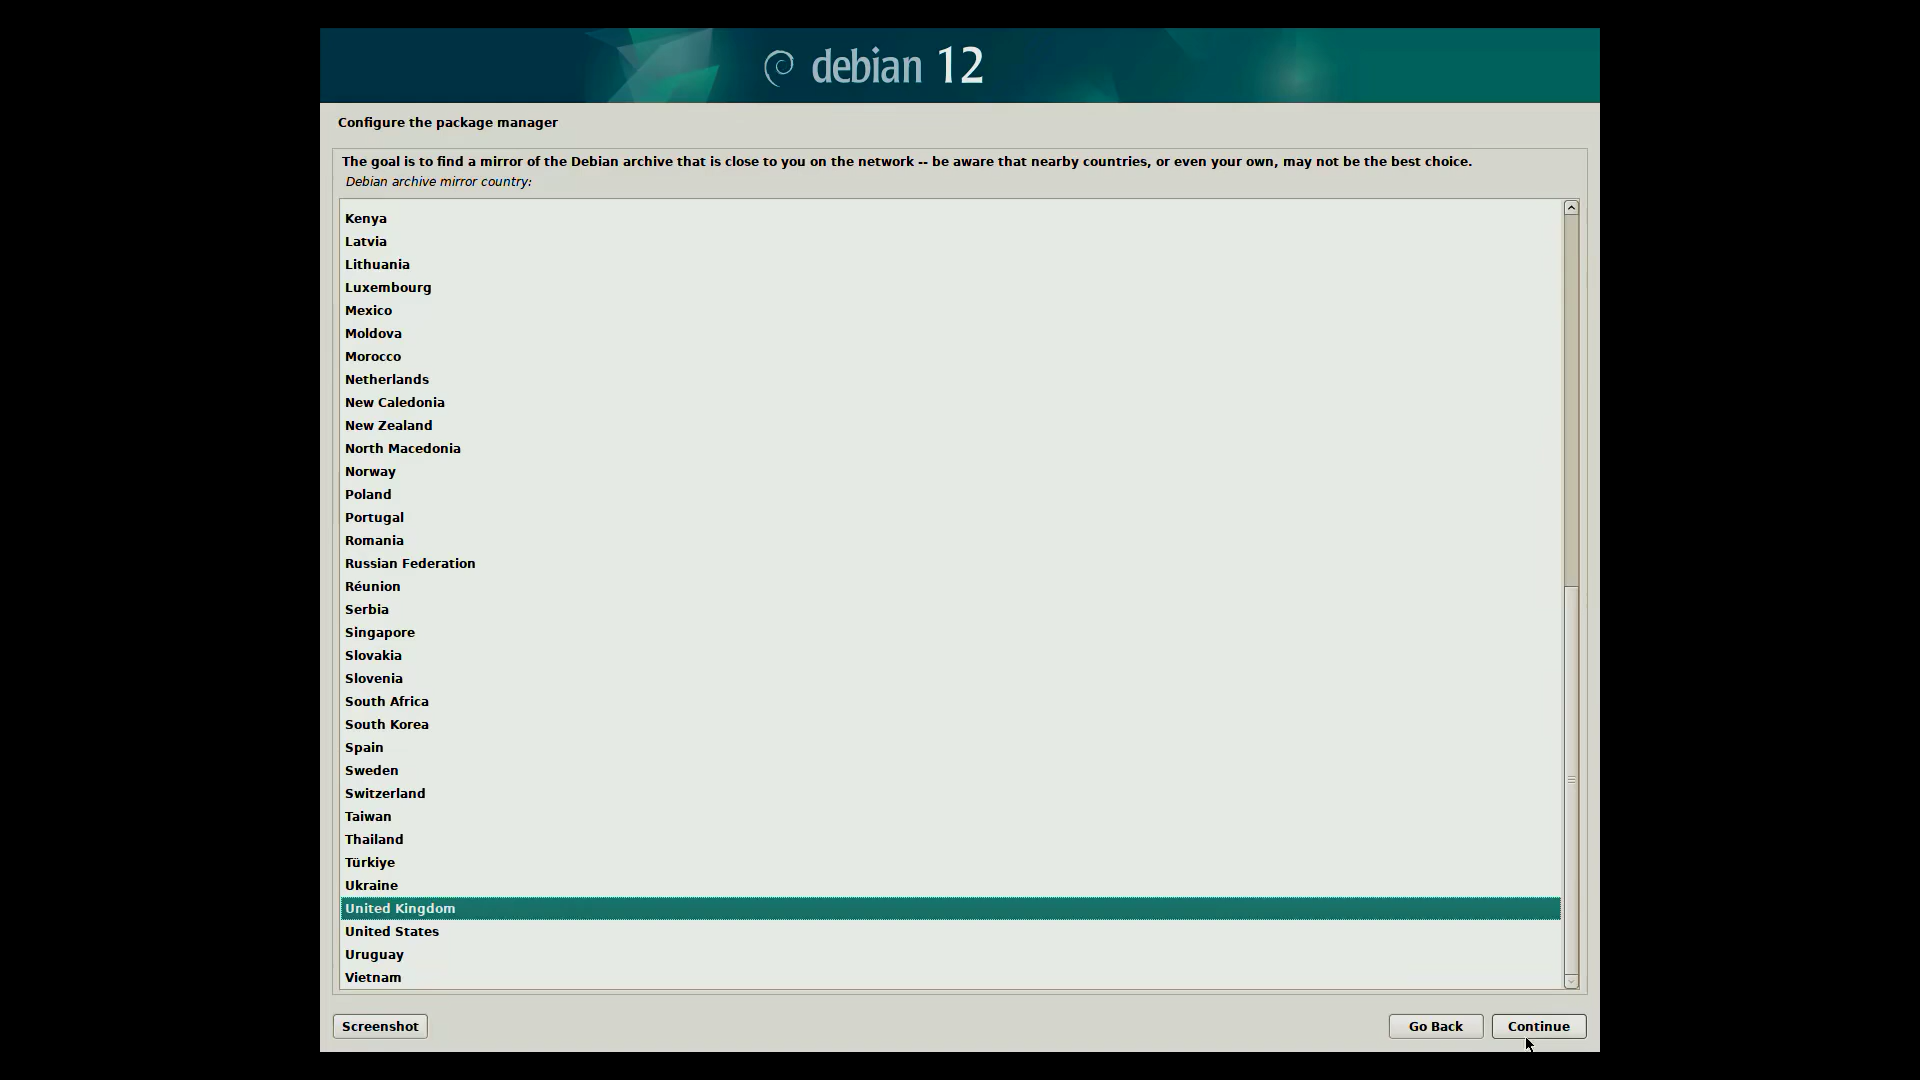 debian 12
Configure the package manager
The goal is to find a mirror of the Debian archive that is close to you on the network -- be aware that nearby countries, or even your own, may not be the best choice.
Debian archive mirror country:
Kenya
Latvia
Lithuania
Luxembourg
Mexico
Moldova
Morocco
Netherlands
New Caledonia
New Zealand
North Macedonia
Norway
Poland
Portugal
Romania
Russian Federation
Réunion
Serbia
Singapore
Slovakia
Slovenia
South Africa
South Korea
Spain
Sweden
Switzerland
Taiwan
Thailand
Türkiye
Ukraine
United Kingdom
United States
Uruguay
Vietnam
Screenshot Go Back Continue